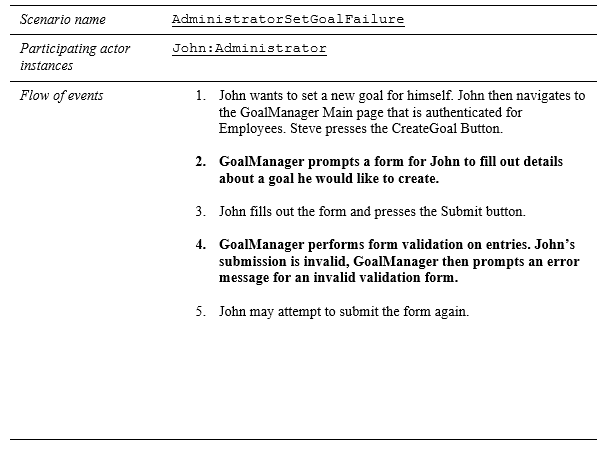 Scenario name
AdministratorSetGoalFailure
Participating actor
instances
John:Administrator
Flow of events
1. John wants to set a new goal for himself. John then navigates to
the GoalManager Main page that is authenticated for
Employees. Steve presses the CreateGoal Button.
2. GoalManager prompts a form for John to fill out details
about a goal he would like to create.
3. John fills out the form and presses the Submit button.
4. GoalManager performs form validation on entries. John’s
submission is invalid, GoalManager then prompts an error
message for an invalid validation form.
5. John may attempt to submit the form again.